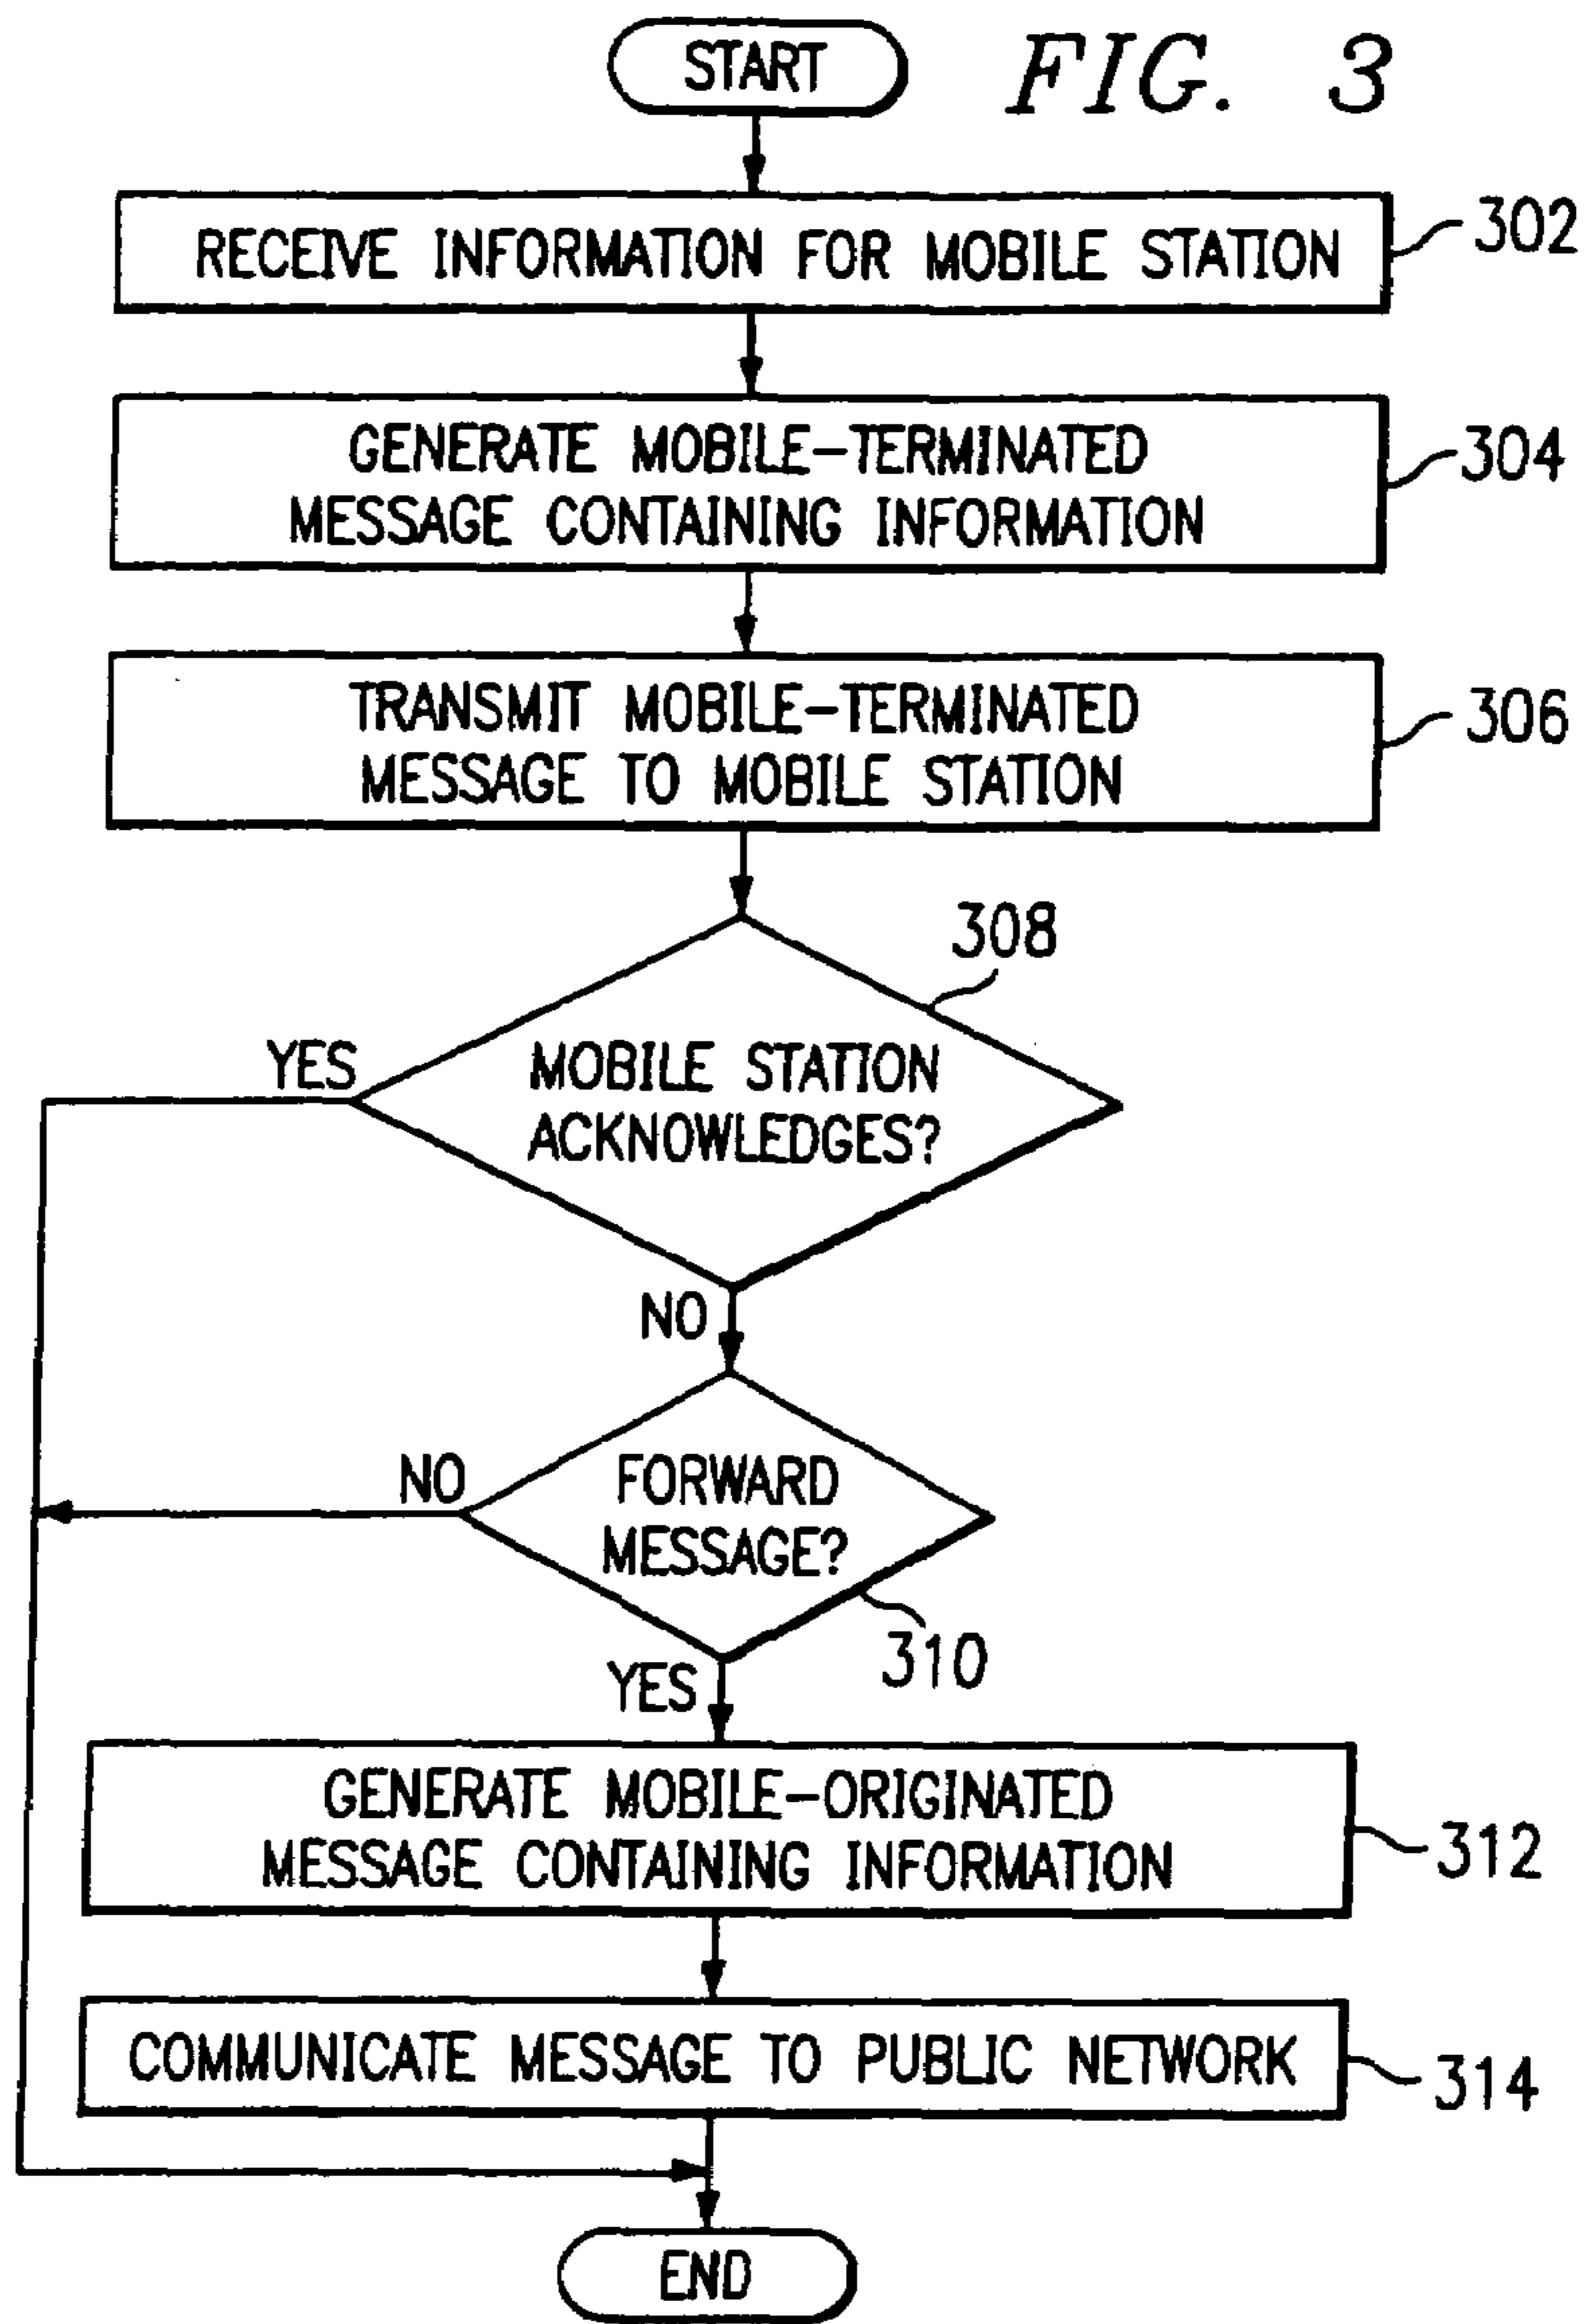 START
FIG. 3
RECEIVE INFORMATION FOR MOBILE STATION
302
GENERATE MOBILE-TERMINATED
MESSAGE CONTAINING INFORMATION
304
TRANSMIT MOBILE-TERMINATED
MESSAGE TO MOBILE STATION
306
308
YES
MOBILE STATION
ACKNOWLEDGES?
NO
NO
FORWARD
MESSAGE?
310
YES
GENERATE MOBILE-ORIGINATED
MESSAGE CONTAINING INFORMATION
312
COMMUNICATE MESSAGE TO PUBLIC NETWORK
314
END